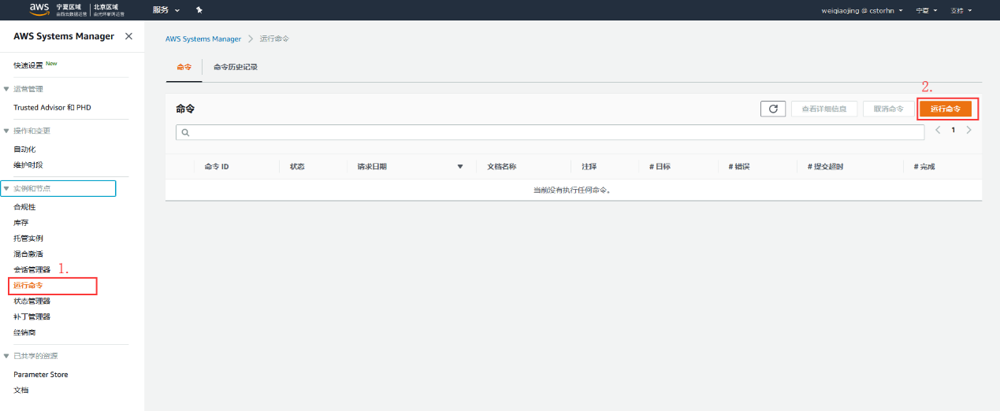 aws 宁夏区域 由西云数据运营 北京区域 由光环新网运营 服务 weiqiaojing @ cstorhn 宁夏 支持
AWS Systems Manager
AWS Systems Manager > 运行命令
快速设置 New
命令 命令历史记录
运营管理
Trusted Advisor 和 PHD
2.
命令 查看详细信息 取消命令 运行命令
1
操作和变更
自动化
维护时段
命令 ID 状态 请求日期 文档名称 注释 # 目标 # 错误 # 提交超时 # 完成
当前没有执行任何命令。
实例和节点
合规性
库存
托管实例
混合激活
会话管理器 1.
运行命令
状态管理器
补丁管理器
经销商
已共享的资源
Parameter Store
文档